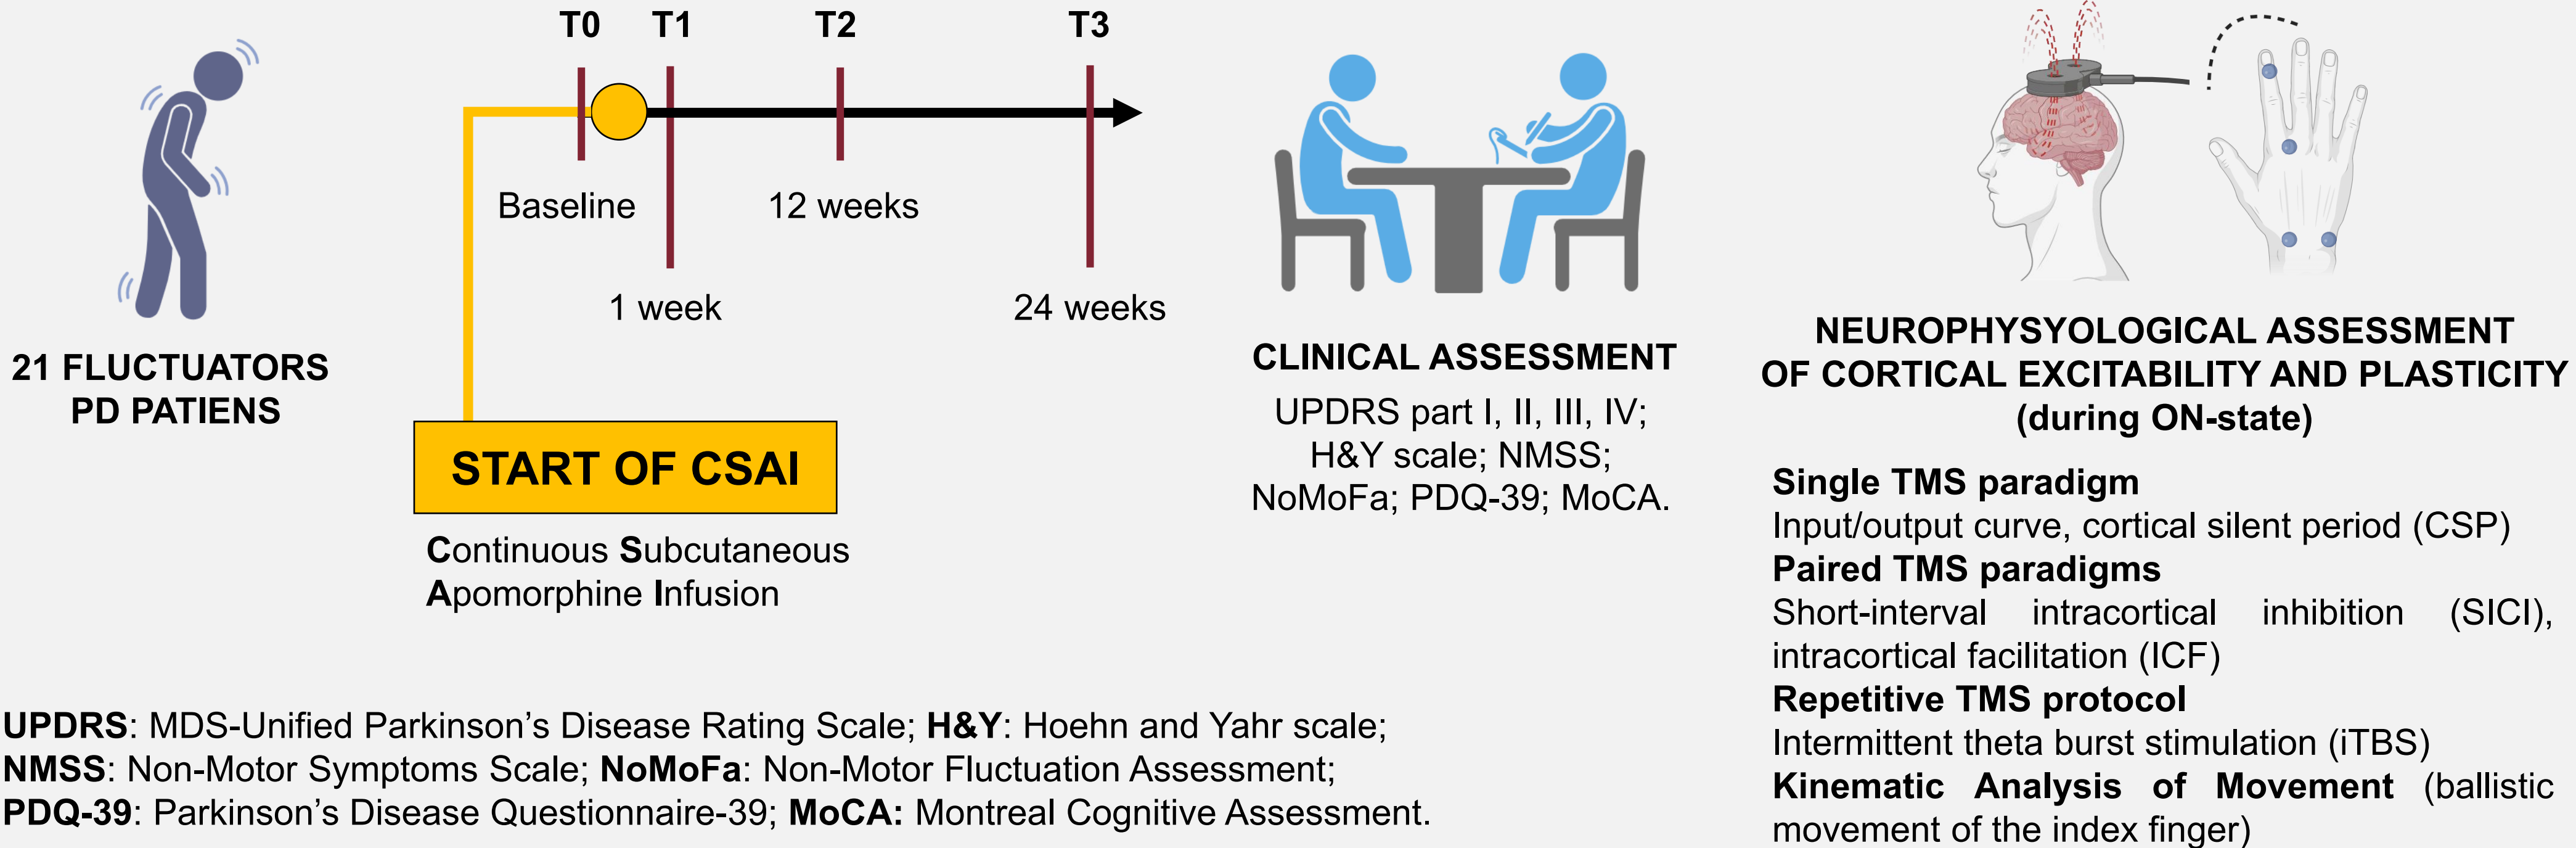 T0 T1 T2 T3
Baseline
12 weeks
1 week
24 weeks
21 FLUCTUATORS
PD PATIENS
START OF CSAI
Continuous Subcutaneous
Apomorphine Infusion
CLINICAL ASSESSMENT
UPDRS part I, II, III, IV;
H&Y scale; NMSS;
NoMoFa; PDQ-39; MoCA.
NEUROPHYSYOLOGICAL ASSESSMENT
OF CORTICAL EXCITABILITY AND PLASTICITY
(during ON-state)
Single TMS paradigm
Input/output curve, cortical silent period (CSP)
Paired TMS paradigms
Short-interval intracortical inhibition (SICI),
intracortical facilitation (ICF)
Repetitive TMS protocol
Intermittent theta burst stimulation (iTBS)
Kinematic Analysis of Movement (ballistic
movement of the index finger)
UPDRS: MDS-Unified Parkinson’s Disease Rating Scale; H&Y: Hoehn and Yahr scale;
NMSS: Non-Motor Symptoms Scale; NoMoFa: Non-Motor Fluctuation Assessment;
PDQ-39: Parkinson’s Disease Questionnaire-39; MoCA: Montreal Cognitive Assessment.